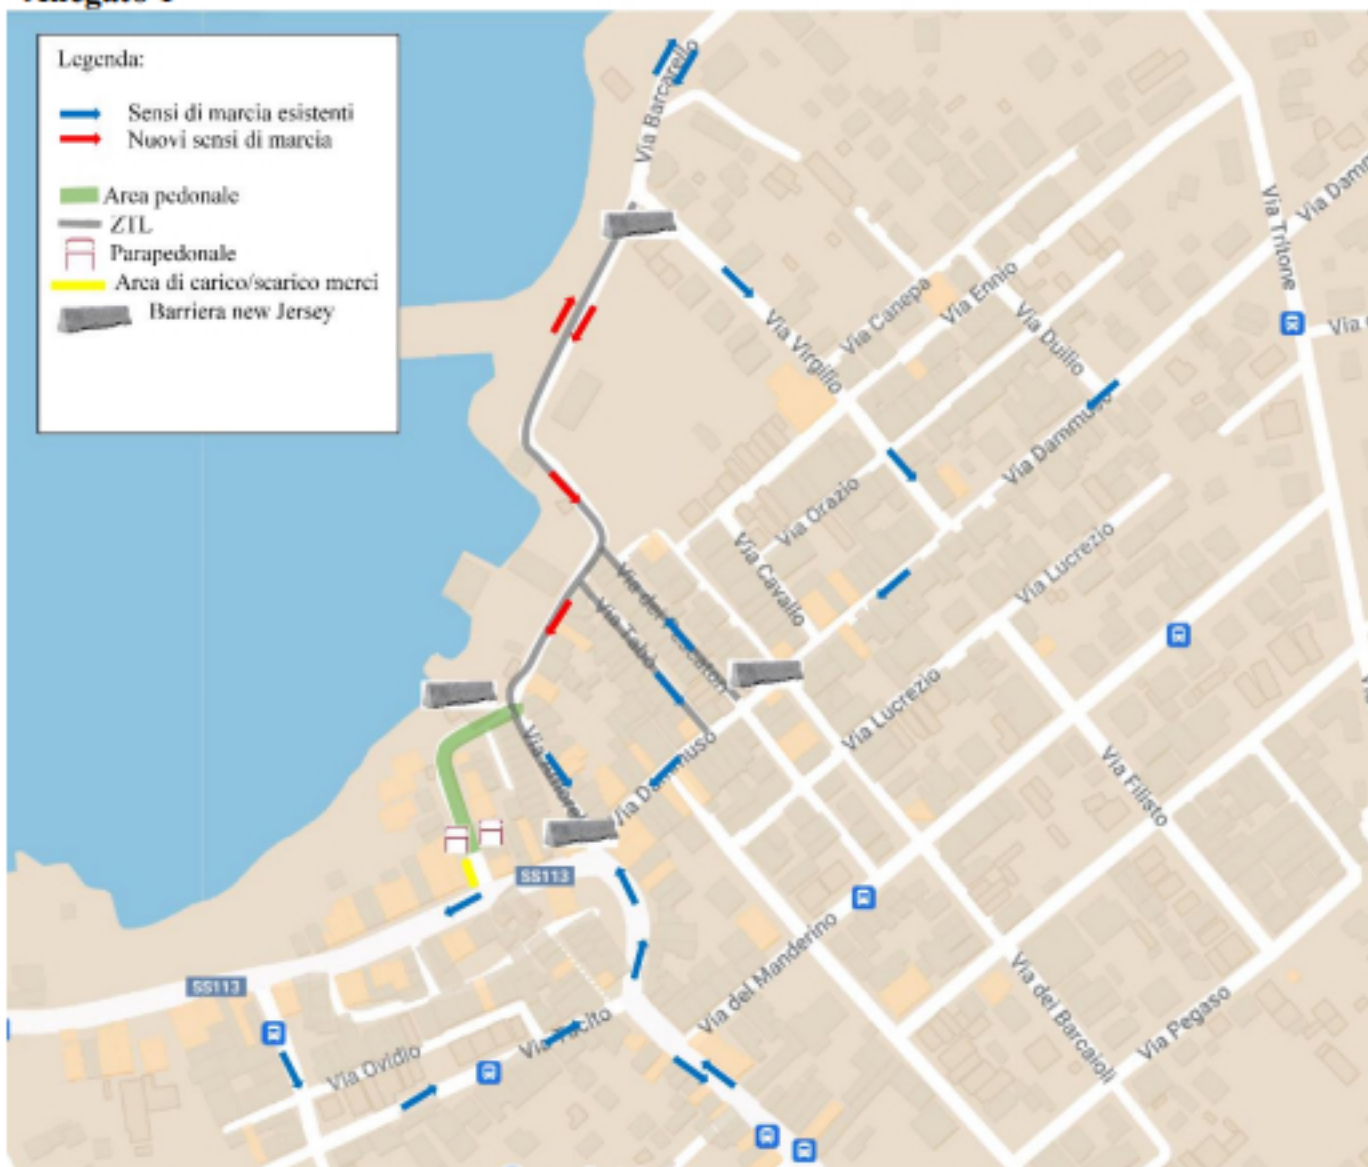 Legenda:
Sensi di marcia esistenti
Nuovi sensi di marcia
Area pedonale
ZTL
Parapedonale
Area di carico/scarico merci
Barriera new Jersey
Via Barcarello
Via Tritone
Via Canepa
Via Ennio
Via Virgilio
Via Duilio
Via Dammuso
Via Orazio
Via Cavallo
Via Lucrezio
Via Tabò
Via dei
Via Lucrezio
Via Filisto
Via Dammuso
SS113
SS113
Via del Manderino
Via dei Barcaioli
Via Pegaso
Via Tacito
Via Ovidio